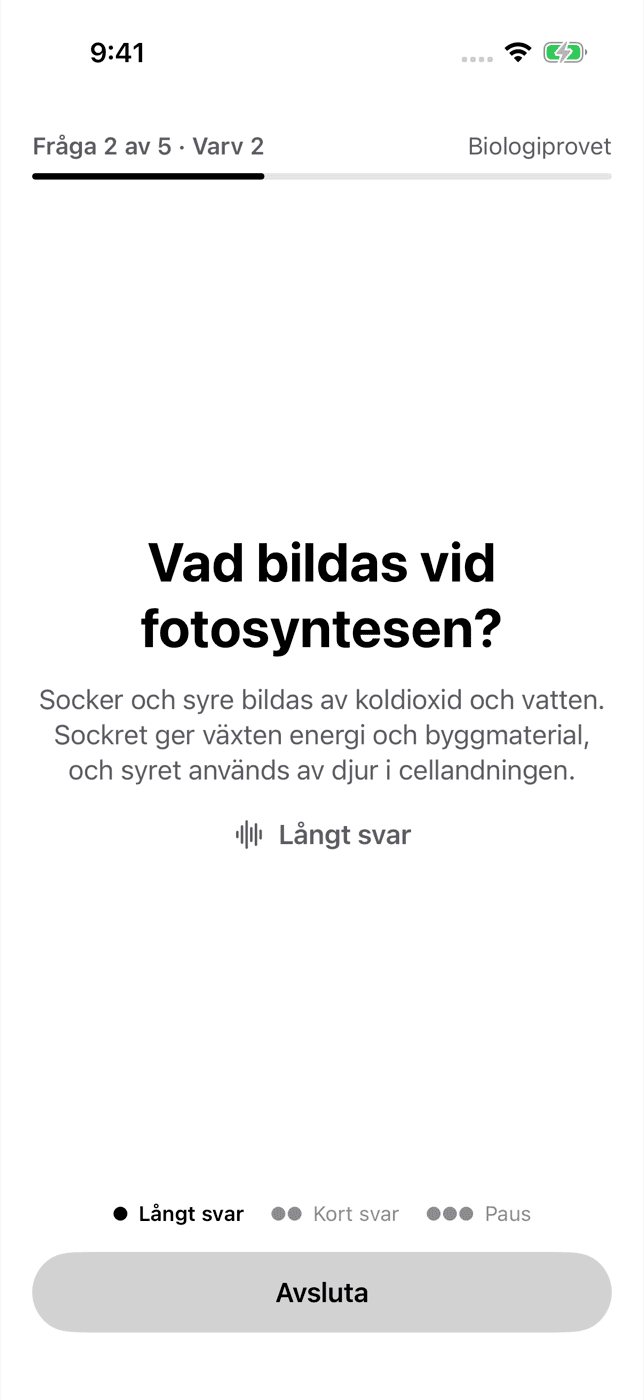 9:41
Fråga 2 av 5 · Varv 2
Biologiprovet
Vad bildas vid
fotosyntesen?
Socker och syre bildas av koldioxid och vatten.
Sockret ger växten energi och byggmaterial,
och syret används av djur i cellandningen.
Långt svar
Långt svar
Kort svar
Paus
Avsluta